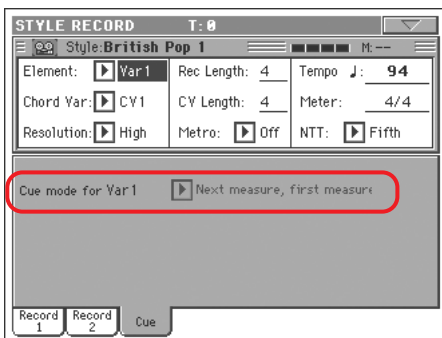 STYLE RECORD T:0
Style:British Pop 1 M:--
Element: Var1 Rec Length: 4 Tempo ♩: 94
Chord Var: CV1 CV Length: 4 Meter: 4/4
Resolution: High Metro: Off NTT: Fifth
Cue mode for Var1 Next measure, first measure
Record 1 Record 2 Cue